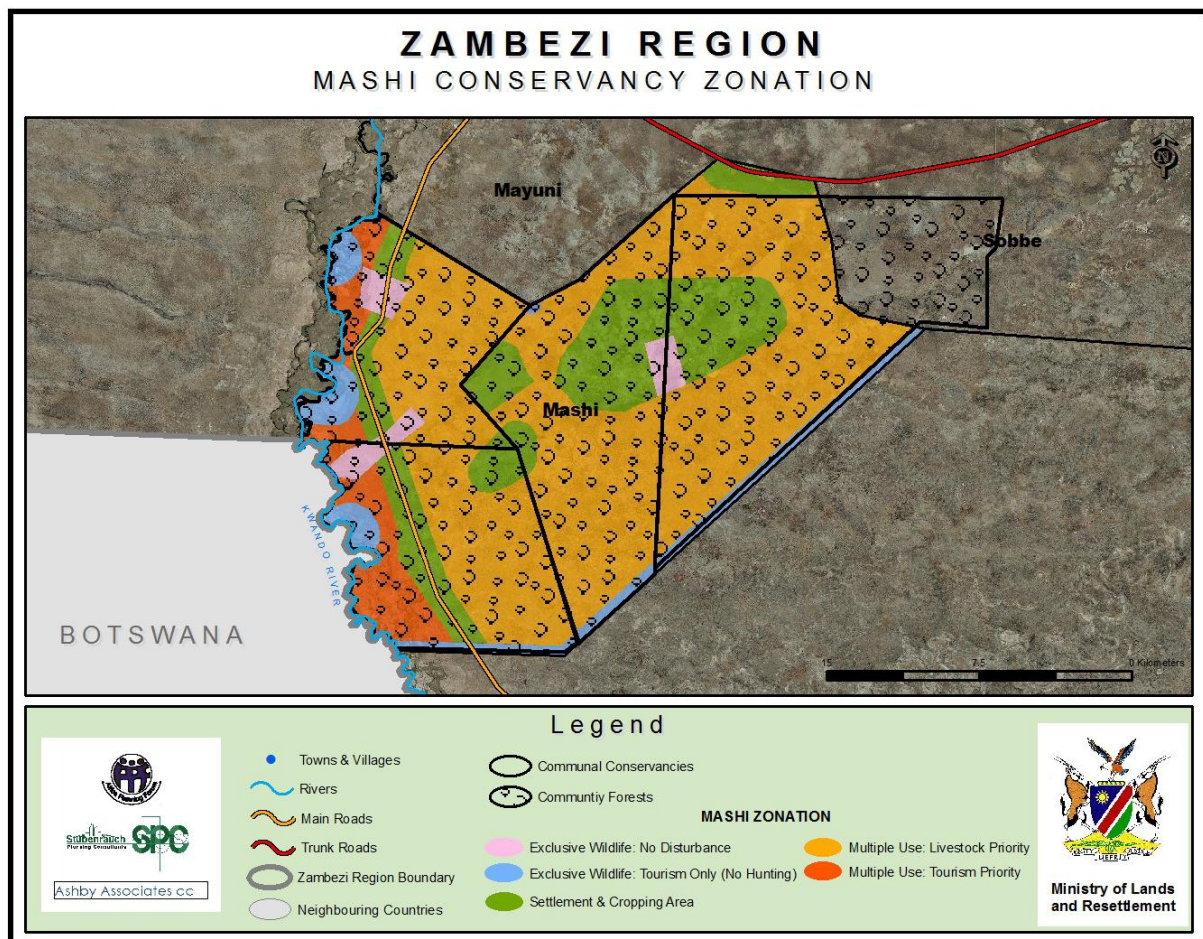 ZAMBEZI REGION
MASHI CONSERVANCY ZONATION
N
Mayuni
Sobbe
Mashi
KWANDO RIVER
BOTSWANA
15 7.5 0 Kilometers
Legend
Stubenrauch
Planning Consultants
SPC
Ashby Associates cc
Towns & Villages
Rivers
Main Roads
Trunk Roads
Zambezi Region Boundary
Neighbouring Countries
Communal Conservancies
Communtiy Forests
MASHI ZONATION
Exclusive Wildlife: No Disturbance
Exclusive Wildlife: Tourism Only (No Hunting)
Settlement & Cropping Area
Multiple Use: Livestock Priority
Multiple Use: Tourism Priority
Ministry of Lands
and Resettlement